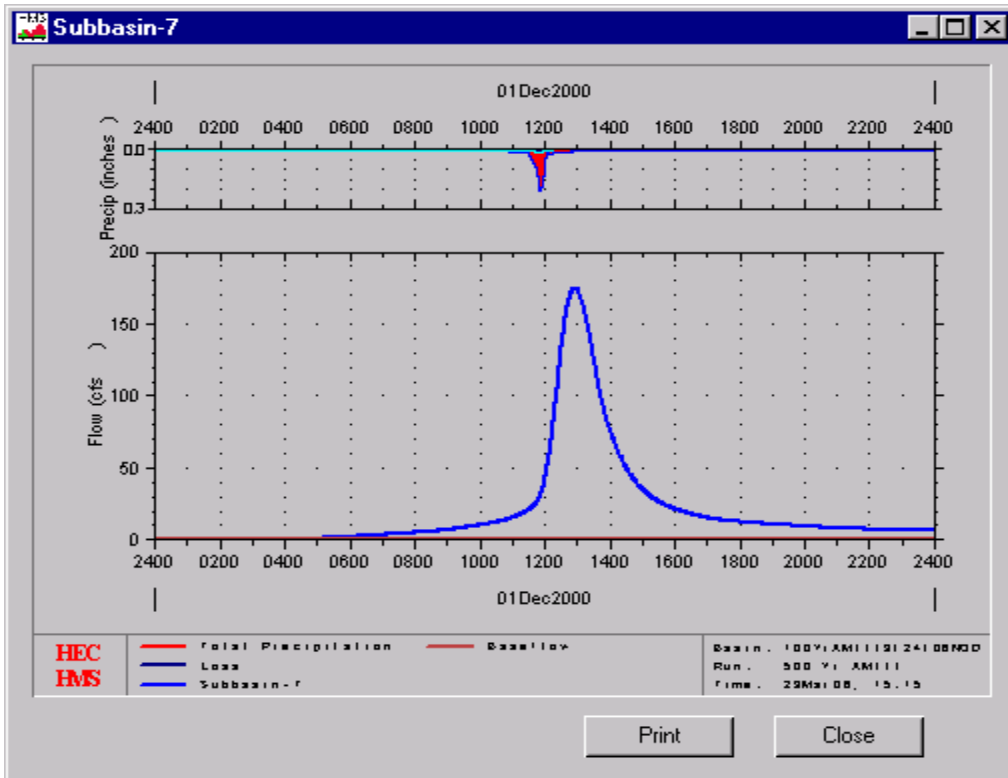 Subbasin-7
01Dec2000
2400 0200 0400 0600 0800 1000 1200 1400 1600 1800 2000 2200 2400
Precip (inches )
0.0
0.3
Flow (cfs )
200
150
100
50
0
2400 0200 0400 0600 0800 1000 1200 1400 1600 1800 2000 2200 2400
01Dec2000
HEC
HMS
Total Precipitation
Baseflow
Loss
Subbasin-7
Basin.
Run. 500 Yr AMIII
Time. 29Mar06, 15.15
Print
Close